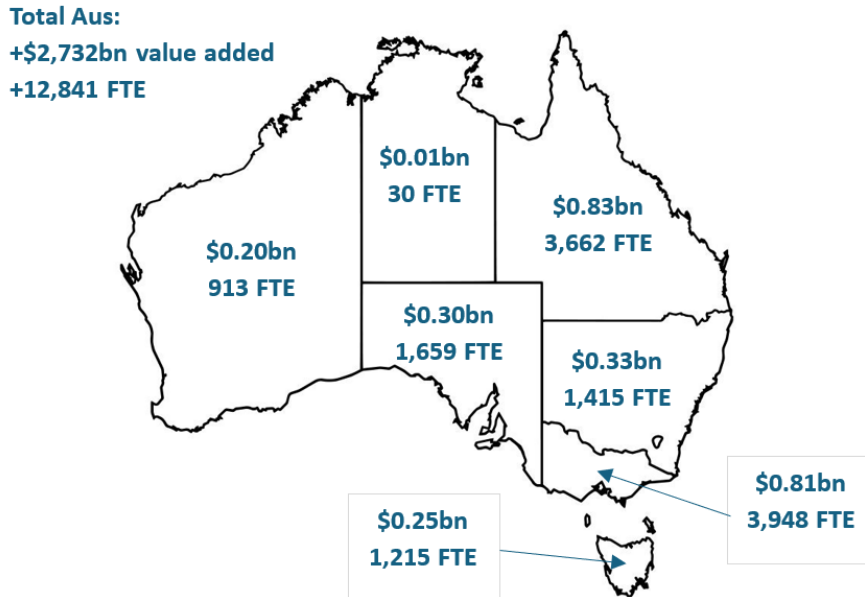 Total Aus:
+$2,732bn value added
+12,841 FTE
$0.01bn
30 FTE
$0.83bn
3,662 FTE
$0.20bn
913 FTE
$0.30bn
1,659 FTE
$0.33bn
1,415 FTE
$0.81bn
3,948 FTE
$0.25bn
1,215 FTE